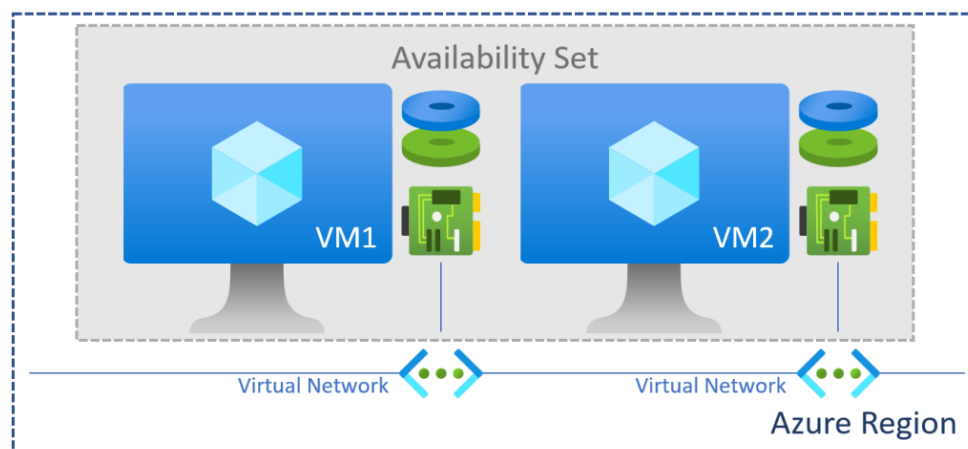 Availability Set
VM1
VM2
Virtual Network
Virtual Network
Azure Region